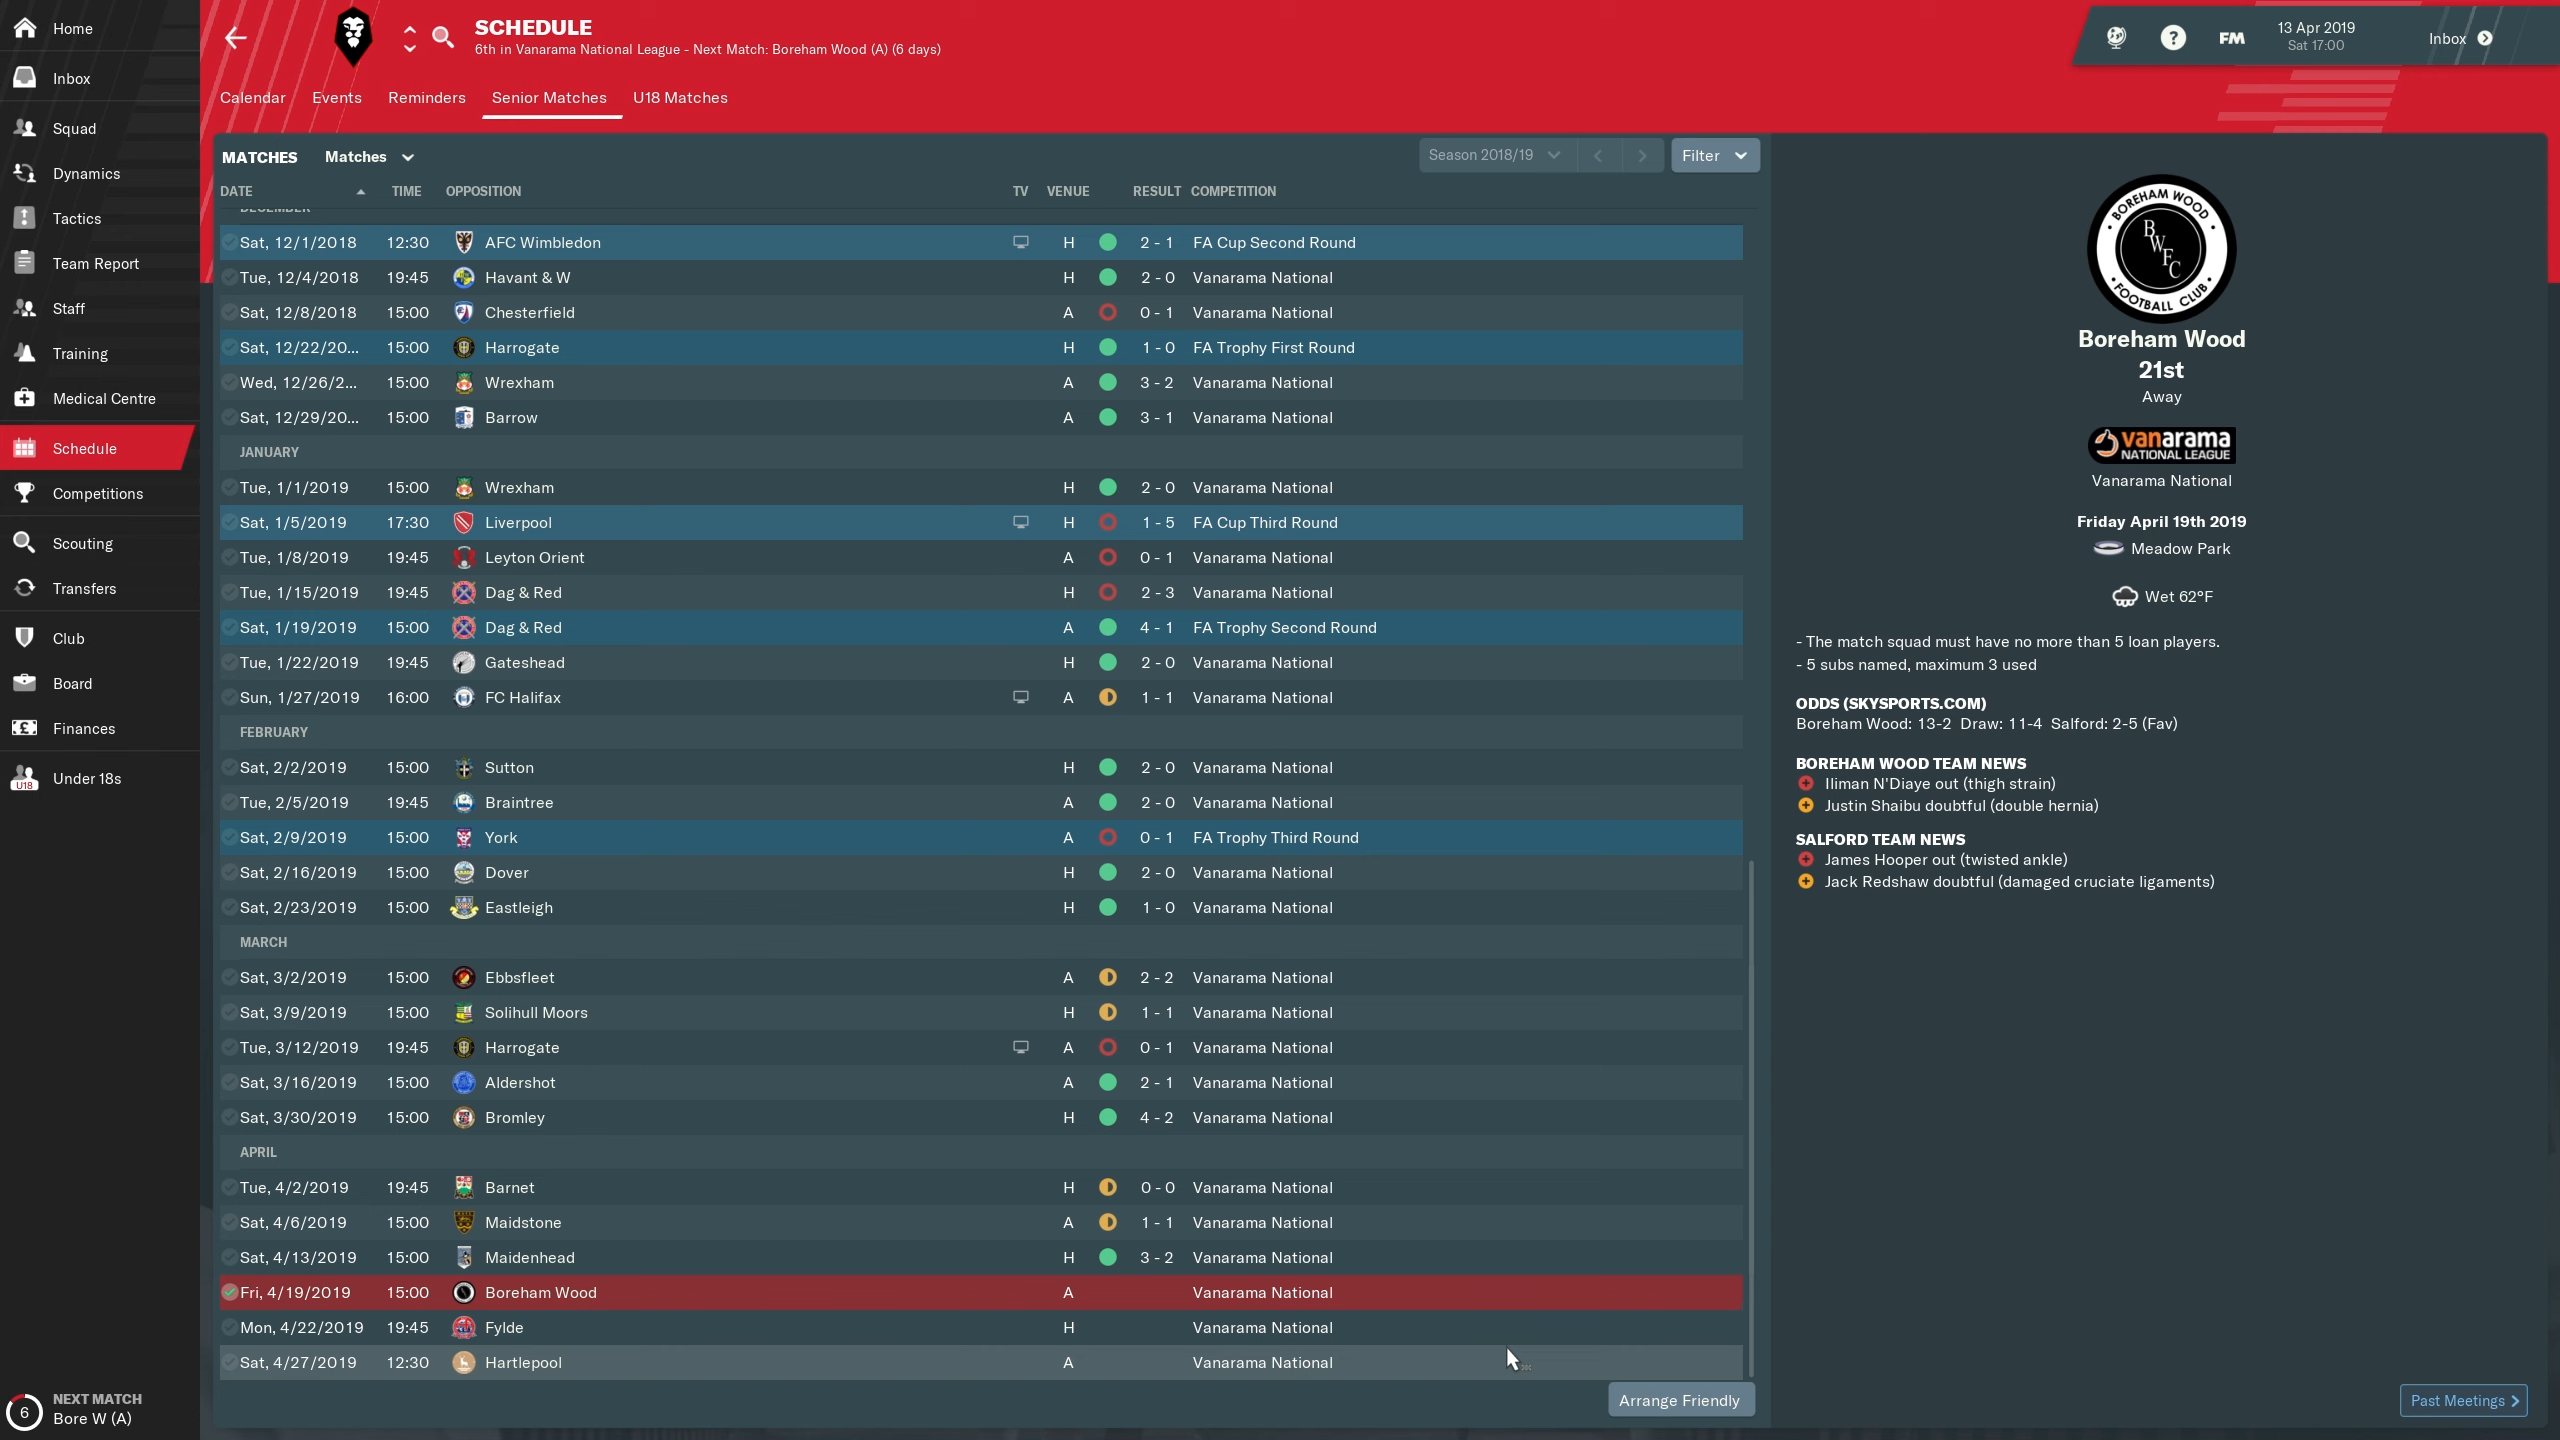 Home
Inbox
Squad
Dynamics
Tactics
Team Report
Staff
Training
Medical Centre
Schedule
Competitions
Scouting
Transfers
Club
Board
Finances
U18 Under 18s
6 NEXT MATCH
Bore W (A)
SCHEDULE
6th in Vanarama National League - Next Match: Boreham Wood (A) (6 days)
? FM 13 Apr 2019 Inbox
Sat 17:00
Calendar Events Reminders Senior Matches U18 Matches
MATCHES Matches Season 2018/19 Filter
DATE TIME OPPOSITION TV VENUE RESULT COMPETITION
DECEMBER
Sat, 12/1/2018 12:30 AFC Wimbledon H 2 - 1 FA Cup Second Round
Tue, 12/4/2018 19:45 Havant & W H 2 - 0 Vanarama National
Sat, 12/8/2018 15:00 Chesterfield A 0 - 1 Vanarama National
Sat, 12/22/20... 15:00 Harrogate H 1 - 0 FA Trophy First Round
Wed, 12/26/2... 15:00 Wrexham A 3 - 2 Vanarama National
Sat, 12/29/20... 15:00 Barrow A 3 - 1 Vanarama National
JANUARY
Tue, 1/1/2019 15:00 Wrexham H 2 - 0 Vanarama National
Sat, 1/5/2019 17:30 Liverpool H 1 - 5 FA Cup Third Round
Tue, 1/8/2019 19:45 Leyton Orient A 0 - 1 Vanarama National
Tue, 1/15/2019 19:45 Dag & Red H 2 - 3 Vanarama National
Sat, 1/19/2019 15:00 Dag & Red A 4 - 1 FA Trophy Second Round
Tue, 1/22/2019 19:45 Gateshead H 2 - 0 Vanarama National
Sun, 1/27/2019 16:00 FC Halifax A 1 - 1 Vanarama National
FEBRUARY
Sat, 2/2/2019 15:00 Sutton H 2 - 0 Vanarama National
Tue, 2/5/2019 19:45 Braintree A 2 - 0 Vanarama National
Sat, 2/9/2019 15:00 York A 0 - 1 FA Trophy Third Round
Sat, 2/16/2019 15:00 Dover H 2 - 0 Vanarama National
Sat, 2/23/2019 15:00 Eastleigh H 1 - 0 Vanarama National
MARCH
Sat, 3/2/2019 15:00 Ebbsfleet A 2 - 2 Vanarama National
Sat, 3/9/2019 15:00 Solihull Moors H 1 - 1 Vanarama National
Tue, 3/12/2019 19:45 Harrogate A 0 - 1 Vanarama National
Sat, 3/16/2019 15:00 Aldershot A 2 - 1 Vanarama National
Sat, 3/30/2019 15:00 Bromley H 4 - 2 Vanarama National
APRIL
Tue, 4/2/2019 19:45 Barnet H 0 - 0 Vanarama National
Sat, 4/6/2019 15:00 Maidstone A 1 - 1 Vanarama National
Sat, 4/13/2019 15:00 Maidenhead H 3 - 2 Vanarama National
Fri, 4/19/2019 15:00 Boreham Wood A Vanarama National
Mon, 4/22/2019 19:45 Fylde H Vanarama National
Sat, 4/27/2019 12:30 Hartlepool A Vanarama National
Arrange Friendly
BOREHAM WOOD
BWFC
FOOTBALL CLUB
Boreham Wood
21st
Away
vanarama
NATIONAL LEAGUE
Vanarama National
Friday April 19th 2019
Meadow Park
Wet 62°F
- The match squad must have no more than 5 loan players.
- 5 subs named, maximum 3 used
ODDS (SKYSPORTS.COM)
Boreham Wood: 13-2 Draw: 11-4 Salford: 2-5 (Fav)
BOREHAM WOOD TEAM NEWS
Iliman N'Diaye out (thigh strain)
Justin Shaibu doubtful (double hernia)
SALFORD TEAM NEWS
James Hooper out (twisted ankle)
Jack Redshaw doubtful (damaged cruciate ligaments)
Past Meetings